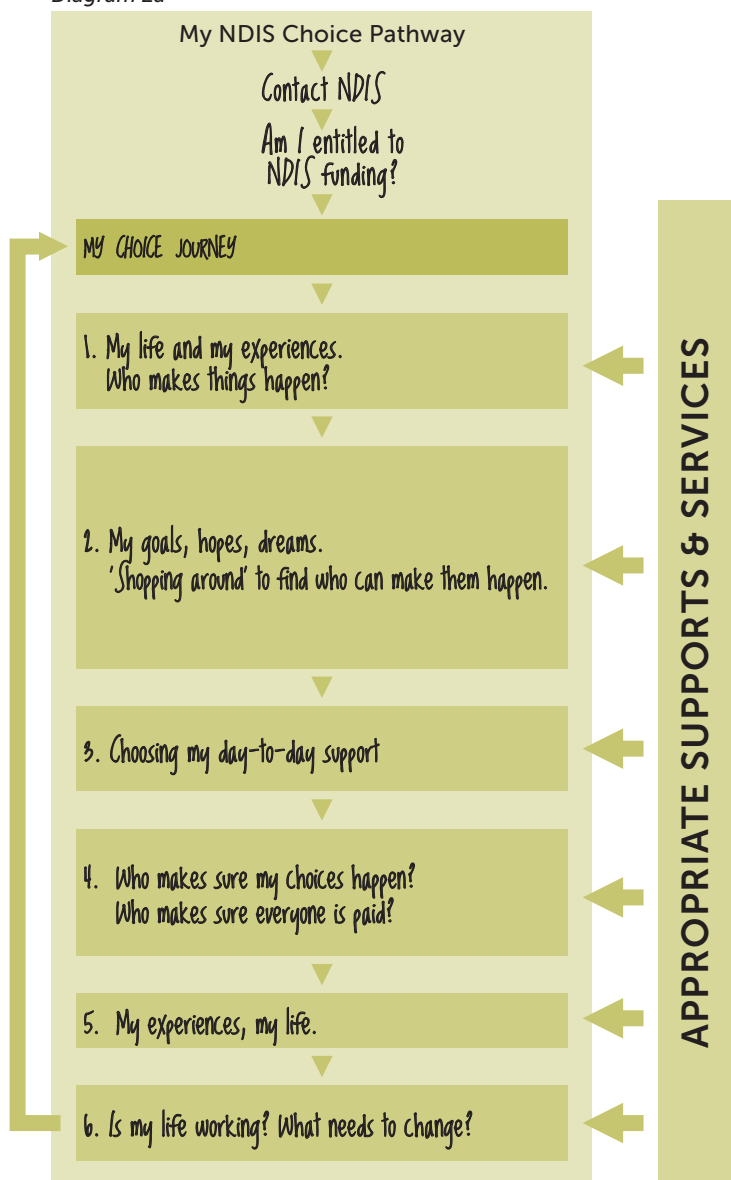 My NDIS Choice Pathway
Contact NDIS
Am I entitled to
NDIS funding?
MY CHOICE JOURNEY
1. My life and my experiences.
Who makes things happen?
2. My goals, hopes, dreams.
'Shopping around' to find who can make them happen.
3. Choosing my day-to-day support
4. Who makes sure my choices happen?
Who makes sure everyone is paid?
5. My experiences, my life.
6. Is my life working? What needs to change?
APPROPRIATE SUPPORTS & SERVICES